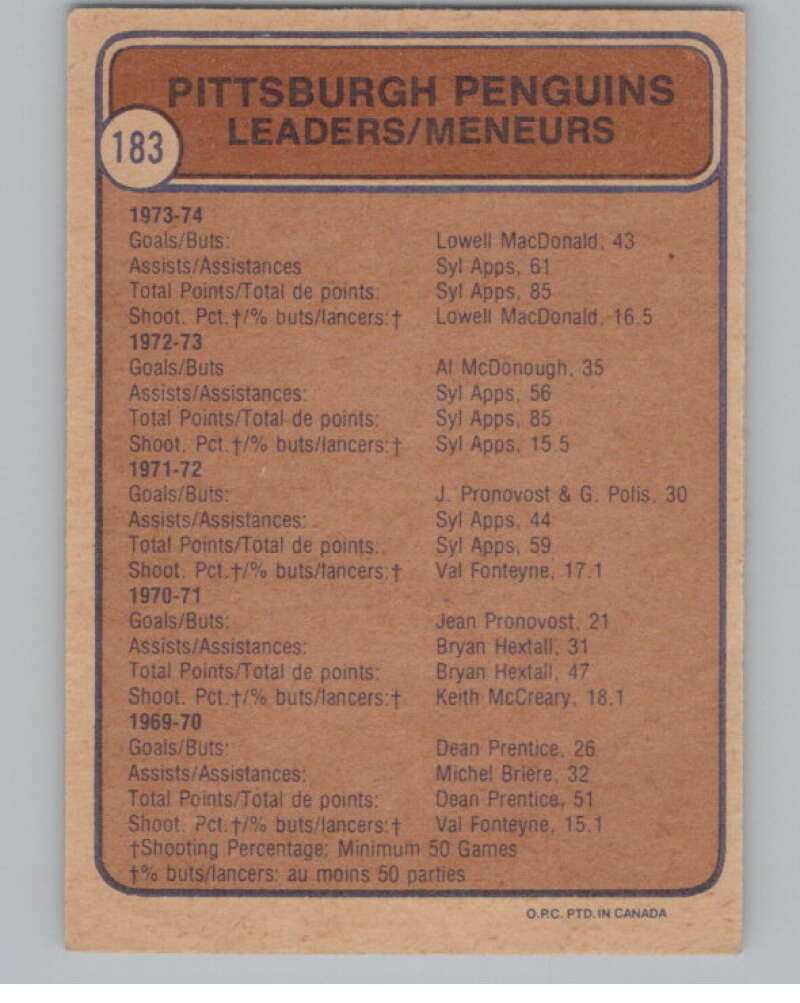 PITTSBURGH PENGUINS
LEADERS/MENEURS
183
1973-74
Goals/Buts: Lowell MacDonald, 43
Assists/Assistances Syl Apps, 61
Total Points/Total de points: Syl Apps, 85
Shoot. Pct.†/% buts/lancers:† Lowell MacDonald, 16.5
1972-73
Goals/Buts Al McDonough, 35
Assists/Assistances: Syl Apps, 56
Total Points/Total de points: Syl Apps, 85
Shoot. Pct.†/% buts/lancers:† Syl Apps, 15.5
1971-72
Goals/Buts: J. Pronovost & G. Polis, 30
Assists/Assistances: Syl Apps, 44
Total Points/Total de points: Syl Apps, 59
Shoot. Pct.†/% buts/lancers:† Val Fonteyne, 17.1
1970-71
Goals/Buts: Jean Pronovost, 21
Assists/Assistances: Bryan Hextall, 31
Total Points/Total de points: Bryan Hextall, 47
Shoot. Pct.†/% buts/lancers:† Keith McCreary, 18.1
1969-70
Goals/Buts: Dean Prentice, 26
Assists/Assistances: Michel Briere, 32
Total Points/Total de points: Dean Prentice, 51
Shoot. Pct.†/% buts/lancers:† Val Fonteyne, 15.1
†Shooting Percentage: Minimum 50 Games
†% buts/lancers: au moins 50 parties
O.P.C. PTD. IN CANADA